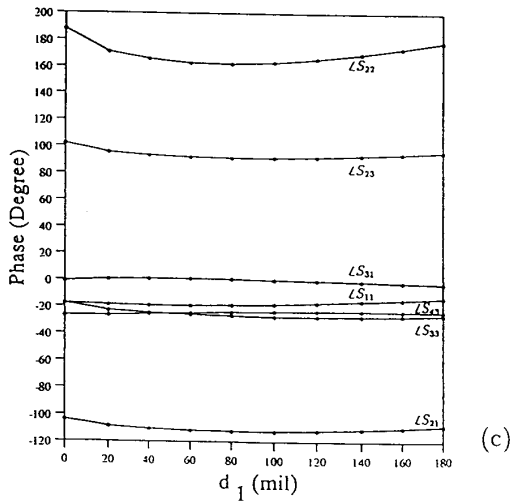 200
180
160
140
120
100
80
60
40
20
0
-20
-40
-60
-80
-100
-120
Phase (Degree)
∠S22
∠S23
∠S31
∠S11
∠S43
∠S33
∠S21
0 20 40 60 80 100 120 140 160 180
d1 (mil)
(c)